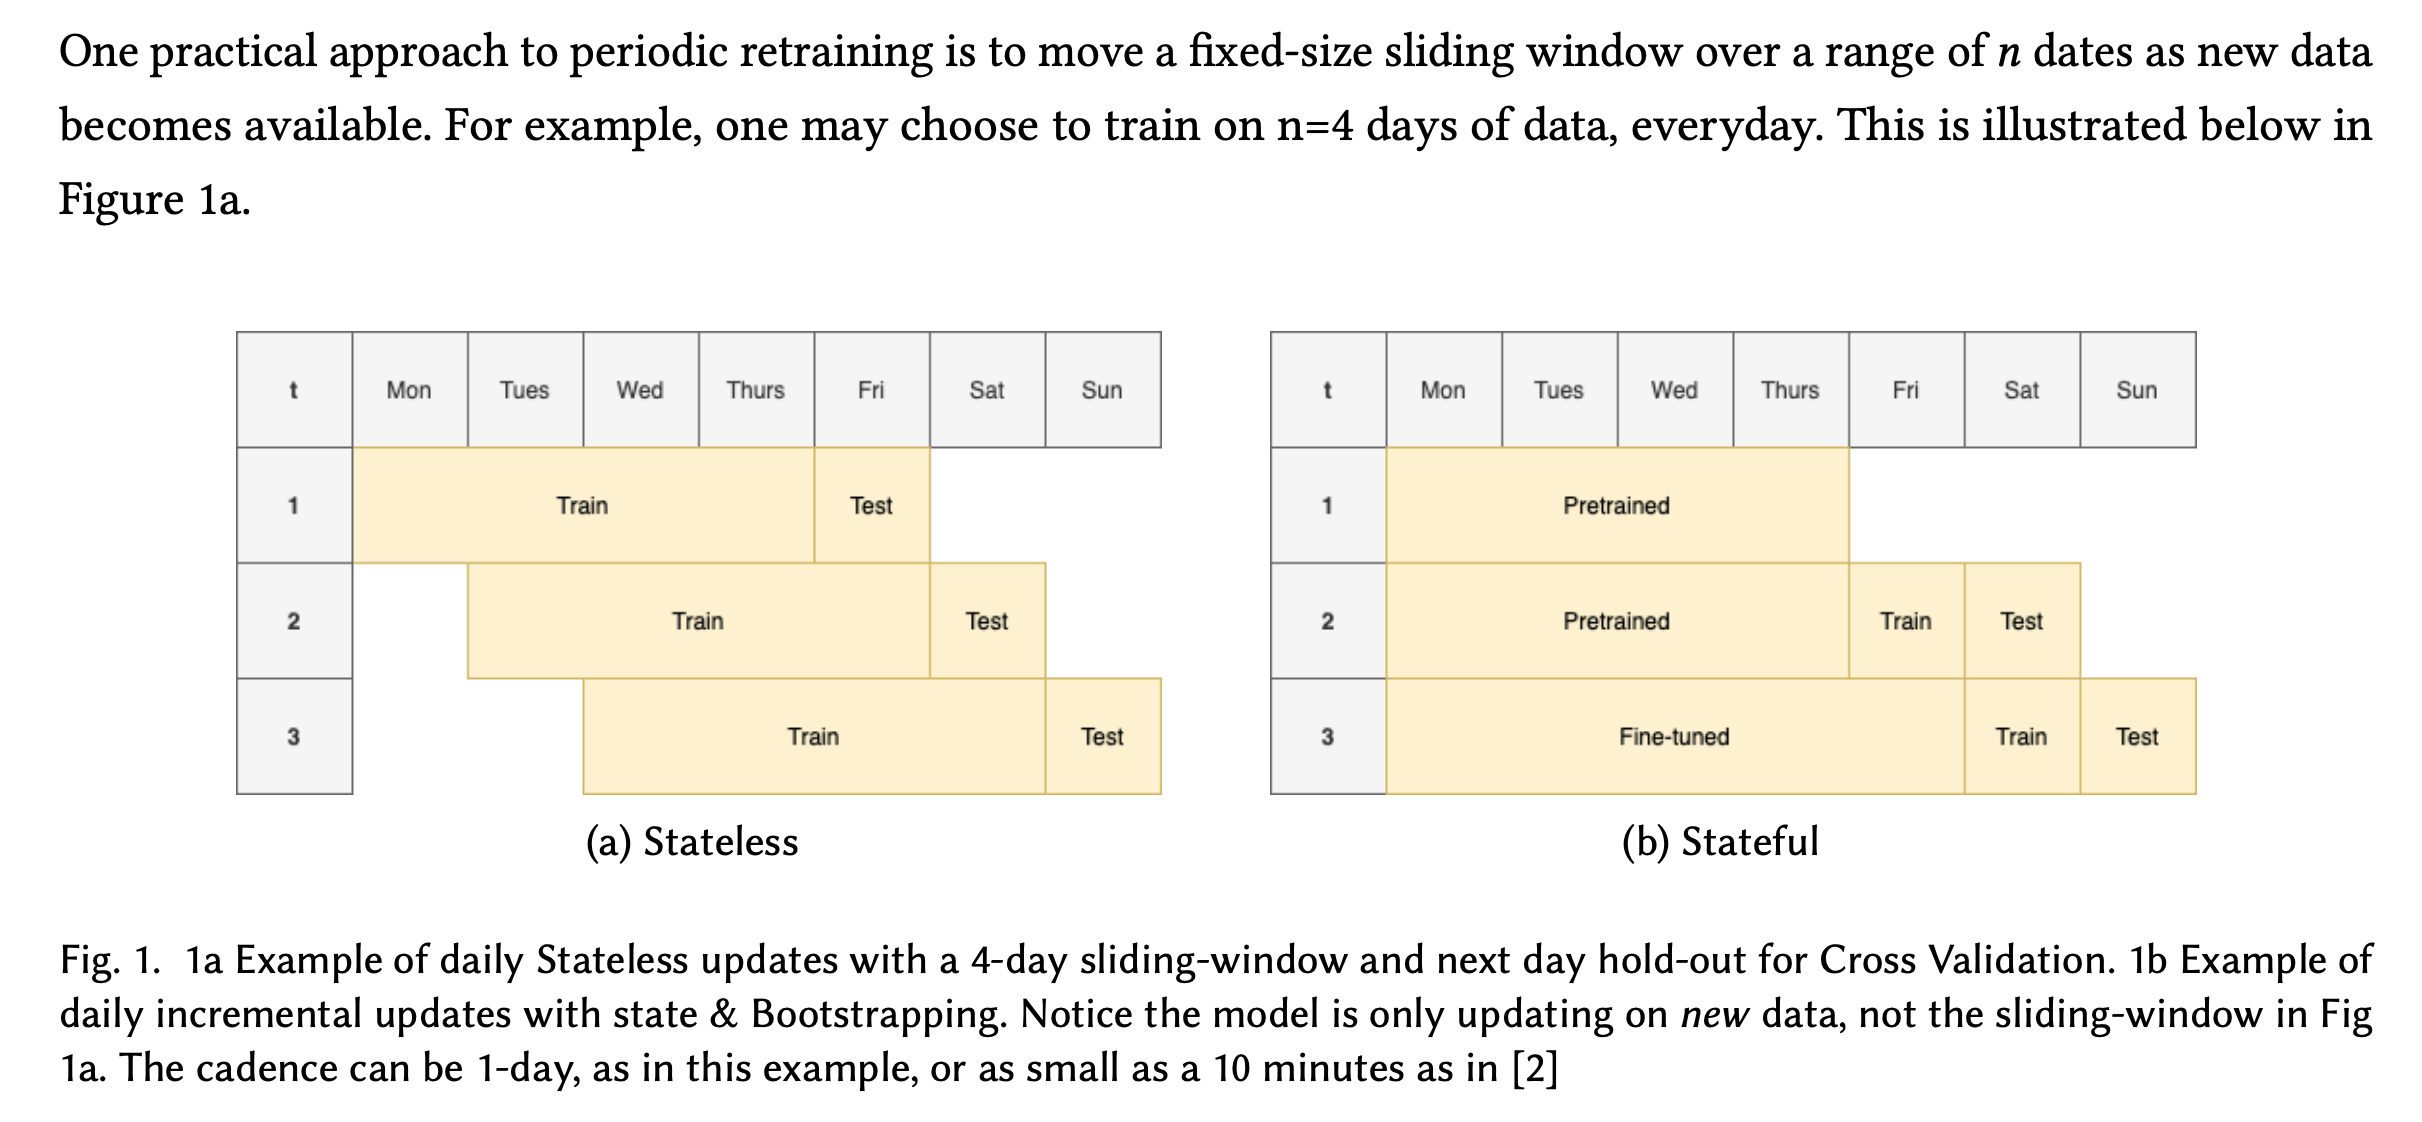 One practical approach to periodic retraining is to move a fixed-size sliding window over a range of n dates as new data
becomes available. For example, one may choose to train on n=4 days of data, everyday. This is illustrated below in
Figure 1a.
t Mon Tues Wed Thurs Fri Sat Sun
1 Train Test
2 Train Test
3 Train Test
(a) Stateless
t Mon Tues Wed Thurs Fri Sat Sun
1 Pretrained
2 Pretrained Train Test
3 Fine-tuned Train Test
(b) Stateful
Fig. 1. 1a Example of daily Stateless updates with a 4-day sliding-window and next day hold-out for Cross Validation. 1b Example of
daily incremental updates with state & Bootstrapping. Notice the model is only updating on new data, not the sliding-window in Fig
1a. The cadence can be 1-day, as in this example, or as small as a 10 minutes as in [2]